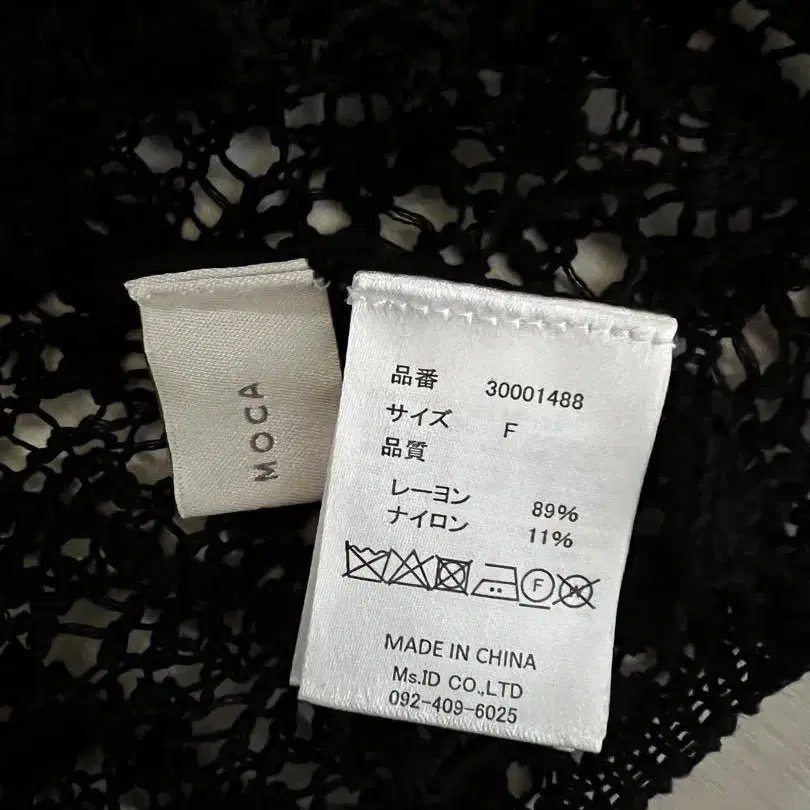 MOCA
品番 30001488
サイズ F
品質
レーヨン 89%
ナイロン 11%
F
W
MADE IN CHINA
Ms.ID CO.,LTD
092-409-6025